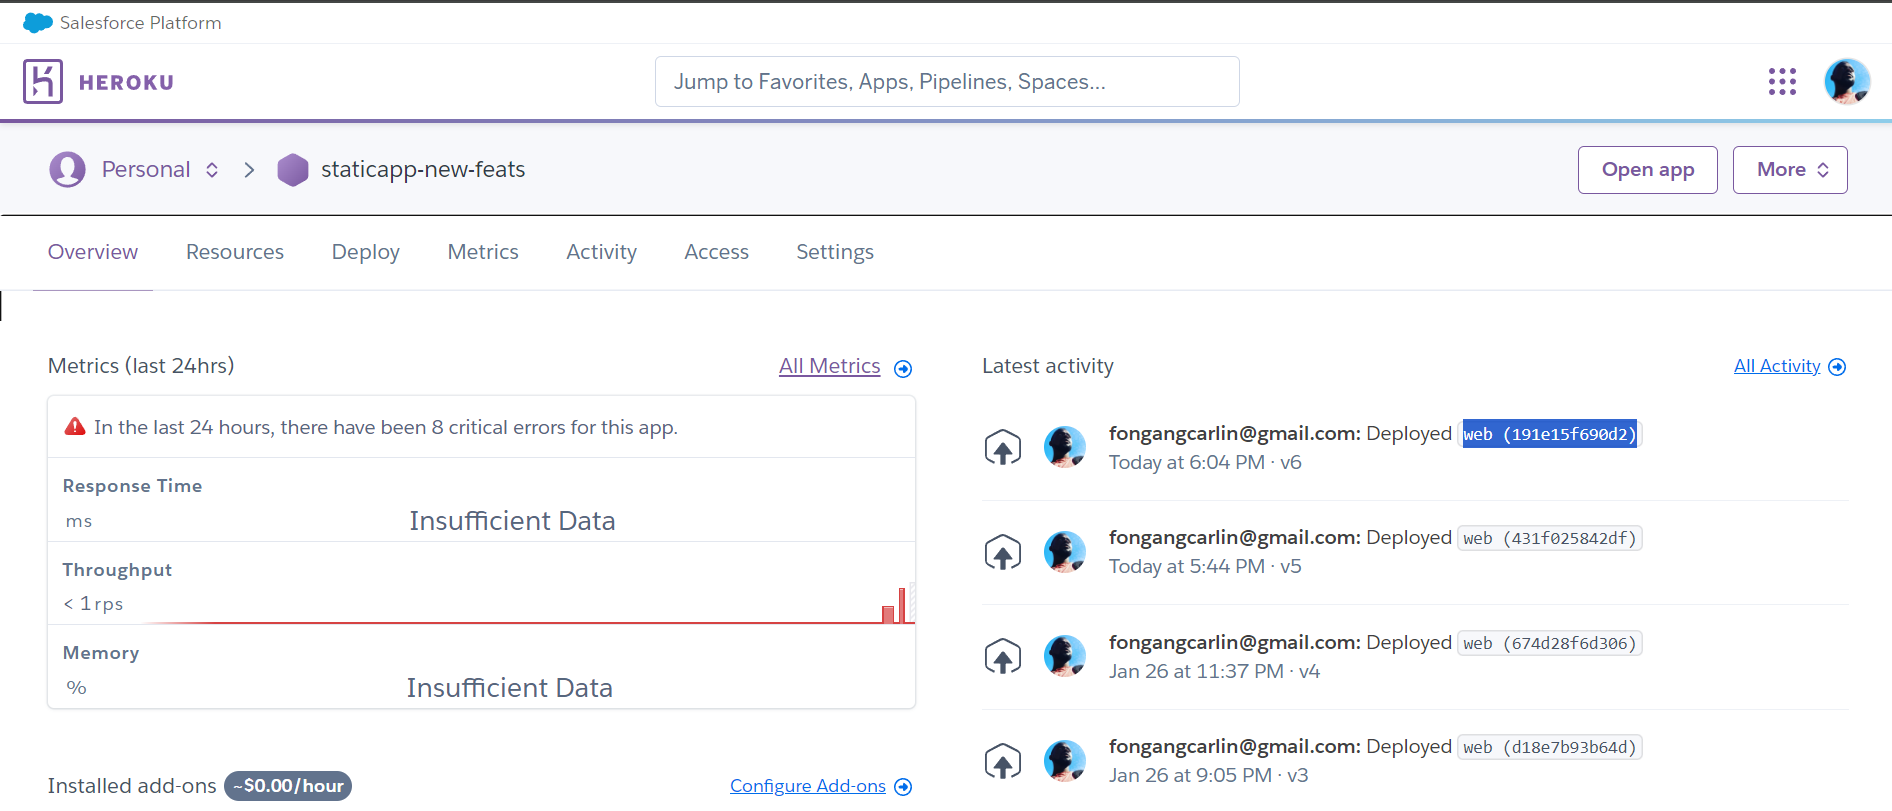 Salesforce Platform
HEROKU
Jump to Favorites, Apps, Pipelines, Spaces...
Personal
staticapp-new-feats
Open app
More
Overview
Resources
Deploy
Metrics
Activity
Access
Settings
Metrics (last 24hrs)
All Metrics
In the last 24 hours, there have been 8 critical errors for this app.
Response Time
ms
Insufficient Data
Throughput
< 1 rps
Memory
%
Insufficient Data
Installed add-ons
~$0.00/hour
Configure Add-ons
Latest activity
All Activity
fongangcarlin@gmail.com: Deployed web (191e15f690d2)
Today at 6:04 PM · v6
fongangcarlin@gmail.com: Deployed web (431f025842df)
Today at 5:44 PM · v5
fongangcarlin@gmail.com: Deployed web (674d28f6d306)
Jan 26 at 11:37 PM · v4
fongangcarlin@gmail.com: Deployed web (d18e7b93b64d)
Jan 26 at 9:05 PM · v3